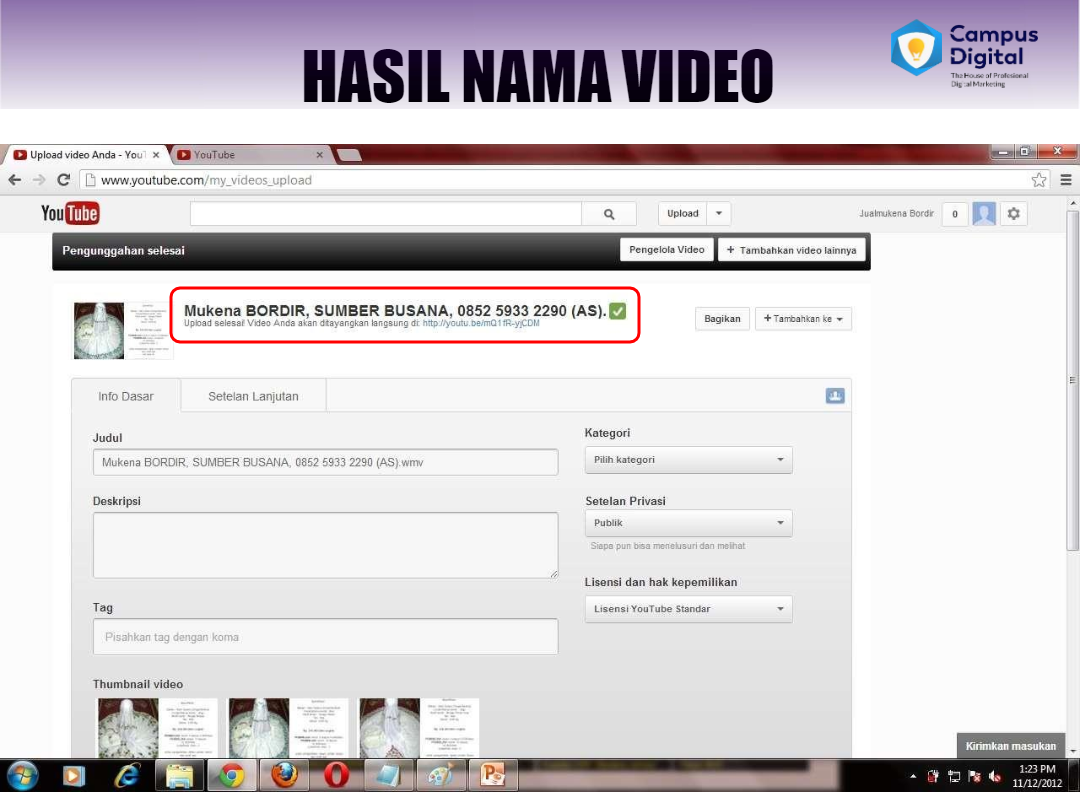 HASIL NAMA VIDEO
Campus
Digital
The House of Profesional
Digital Marketing
Upload video Anda - YouT
YouTube
www.youtube.com/my_videos_upload
YouTube
Upload
Jualmukena Bordir
0
Pengunggahan selesai
Pengelola Video
+ Tambahkan video lainnya
Mukena BORDIR, SUMBER BUSANA, 0852 5933 2290 (AS).
Upload selesai! Video Anda akan ditayangkan langsung di: http://youtu.be/mQ1fR-yjCDM
Bagikan
+ Tambahkan ke
Info Dasar
Setelan Lanjutan
Judul
Mukena BORDIR, SUMBER BUSANA, 0852 5933 2290 (AS).wmv
Deskripsi
Tag
Pisahkan tag dengan koma
Thumbnail video
Kategori
Pilih kategori
Setelan Privasi
Publik
Siapa pun bisa menelusuri dan melihat
Lisensi dan hak kepemilikan
Lisensi YouTube Standar
Kirimkan masukan
1:23 PM
11/12/2012